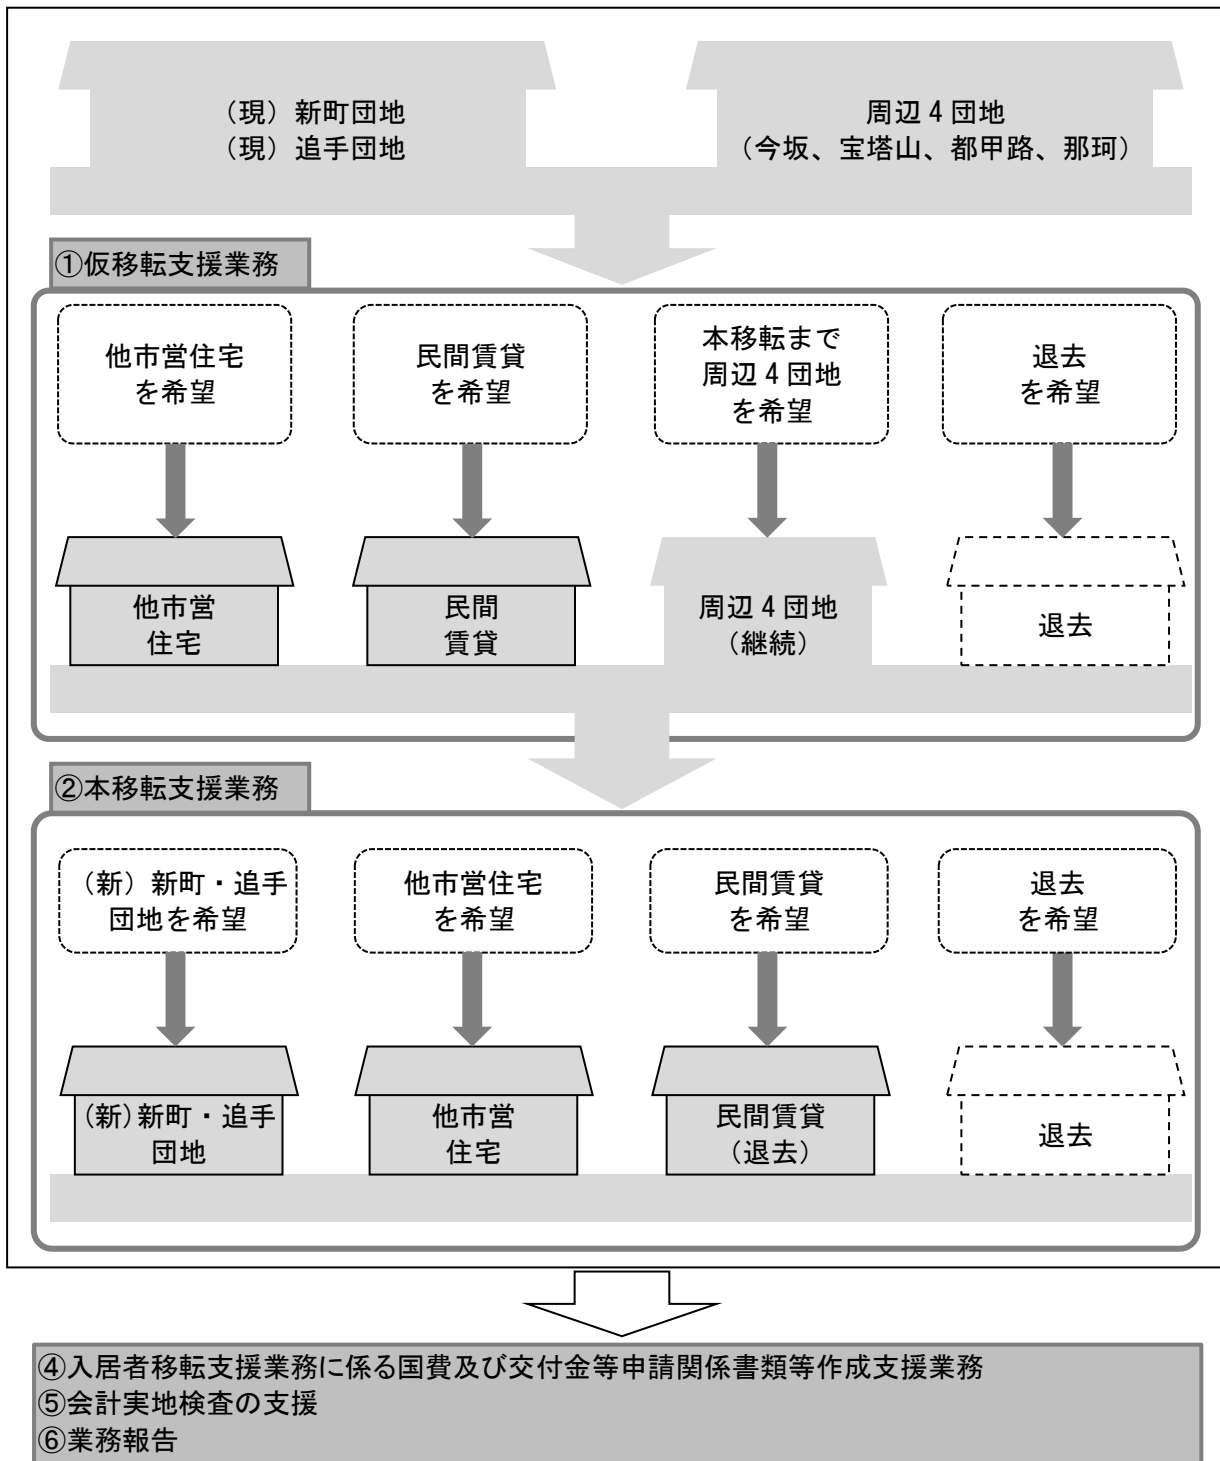 （現）新町団地
（現）追手団地
周辺４団地
（今坂、宝塔山、都甲路、那珂）
①仮移転支援業務
他市営住宅
を希望
民間賃貸
を希望
本移転まで
周辺４団地
を希望
退去
を希望
他市営
住宅
民間
賃貸
周辺４団地
（継続）
退去
②本移転支援業務
（新）新町・追手
団地を希望
他市営住宅
を希望
民間賃貸
を希望
退去
を希望
（新）新町・追手
団地
他市営
住宅
民間賃貸
（退去）
退去
④入居者移転支援業務に係る国費及び交付金等申請関係書類等作成支援業務
⑤会計実地検査の支援
⑥業務報告